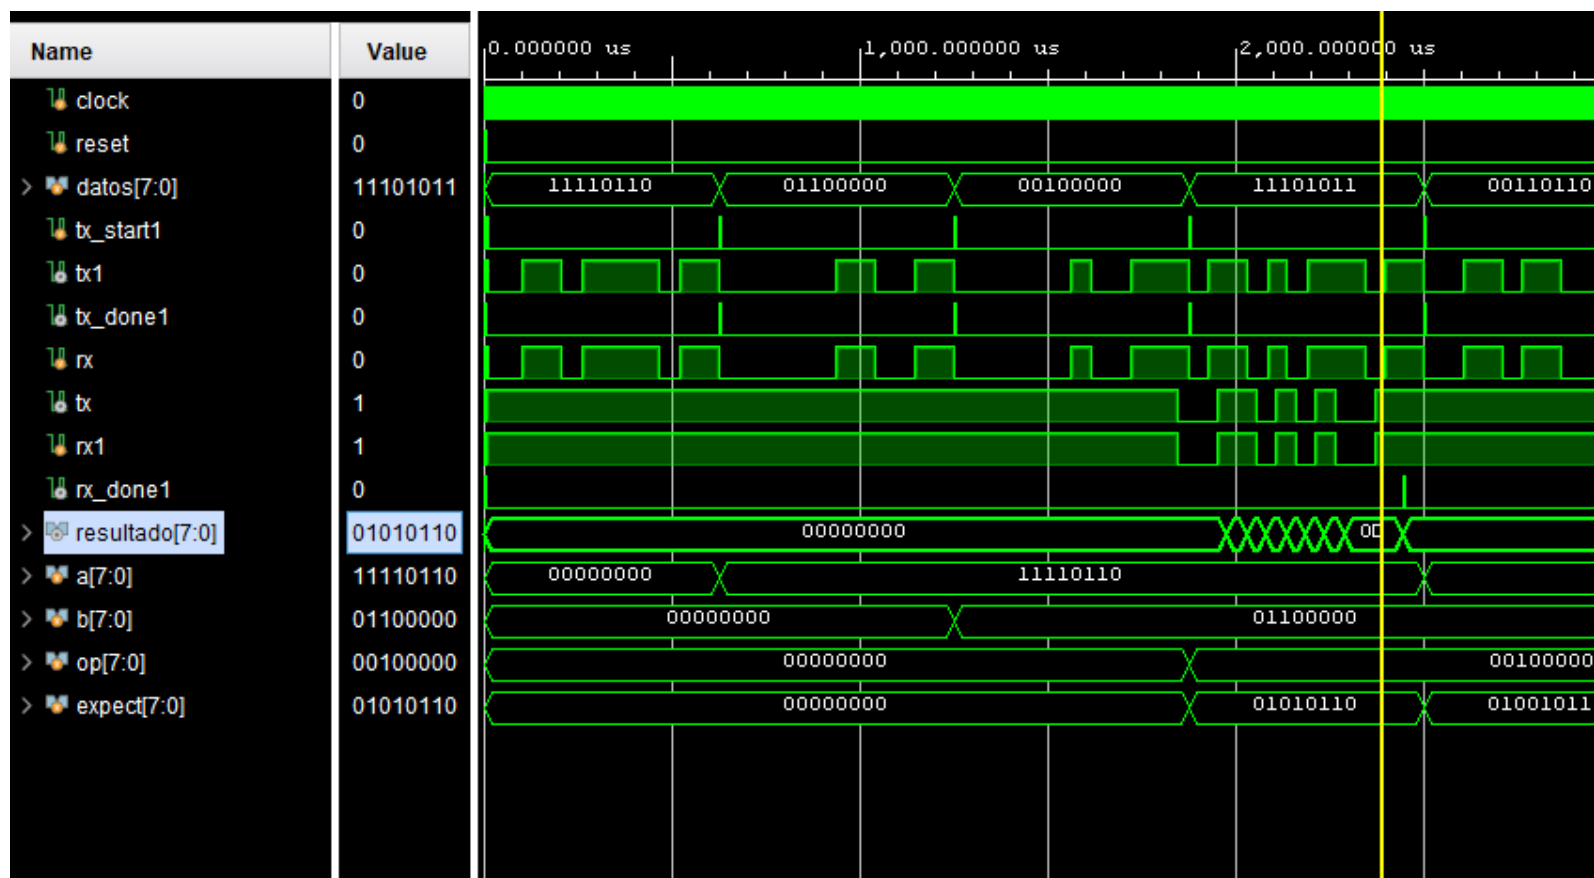 Name Value 0.000000 us 1,000.000000 us 2,000.000000 us
clock 0
reset 0
datos[7:0] 11101011 11110110 01100000 00100000 11101011 00110110
tx_start1 0
tx1 0
tx_done1 0
rx 0
tx 1
rx1 1
rx_done1 0
resultado[7:0] 01010110 00000000
a[7:0] 11110110 00000000 11110110
b[7:0] 01100000 00000000 01100000
op[7:0] 00100000 00000000 00100000
expect[7:0] 01010110 00000000 01010110 01001011